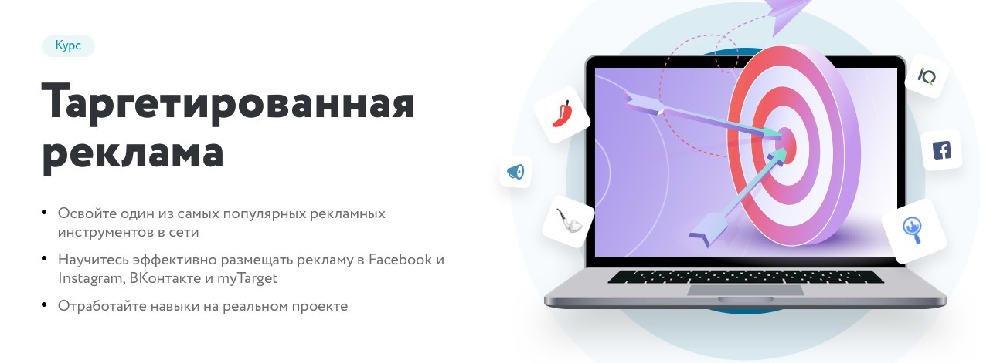 Курс
Таргетированная
реклама
Освойте один из самых популярных рекламных
инструментов в сети
Научитесь эффективно размещать рекламу в Facebook и
Instagram, ВКонтакте и myTarget
Отработайте навыки на реальном проекте
iQ